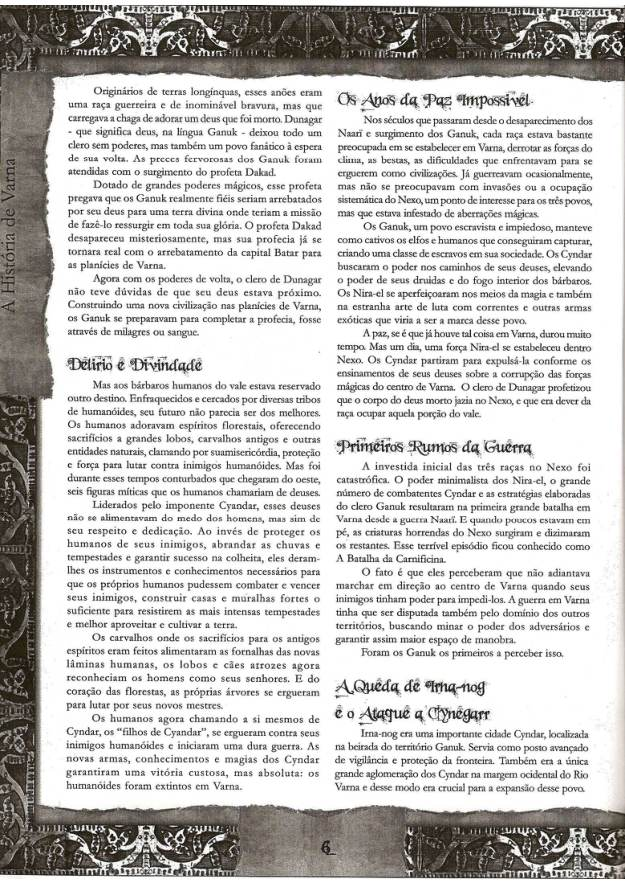 A História de Varna
Originários de terras longínquas, esses anões eram
uma raça guerreira e de inominável bravura, mas que
carregava a chaga de adorar um deus que foi morto. Dunagar
- que significa deus, na língua Ganuk - deixou todo um
clero sem poderes, mas também um povo fanático à espera
de sua volta. As preces fervorosas dos Ganuk foram
atendidas com o surgimento do profeta Dakad.
Dotado de grandes poderes mágicos, esse profeta
pregava que os Ganuk realmente fiéis seriam arrebatados
por seu deus para uma terra divina onde teriam a missão
de fazê-lo ressurgir em toda sua glória. O profeta Dakad
desapareceu misteriosamente, mas sua profecia já se
tornara real com o arrebatamento da capital Batar para
as planícies de Varna.
Agora com os poderes de volta, o clero de Dunagar
não teve dúvidas de que seu deus estava próximo.
Construindo uma nova civilização nas planícies de Varna,
os Ganuk se preparavam para completar a profecia, fosse
através de milagres ou sangue.
Delírio e Divindade
Mas aos bárbaros humanos do vale estava reservado
outro destino. Enfraquecidos e cercados por diversas tribos
de humanóides, seu futuro não parecia ser dos melhores.
Os humanos adoravam espíritos florestais, oferecendo
sacrifícios a grandes lobos, carvalhos antigos e outras
entidades naturais, clamando por suamisericórdia, proteção
e força para lutar contra inimigos humanóides. Mas foi
durante esses tempos conturbados que chegaram do oeste,
seis figuras míticas que os humanos chamariam de deuses.
Liderados pelo imponente Cyandar, esses deuses
não se alimentavam do medo dos homens, mas sim de
seu respeito e dedicação. Ao invés de proteger os
humanos de seus inimigos, abrandar as chuvas e
tempestades e garantir sucesso na colheita, eles deram-
lhes os instrumentos e conhecimentos necessários para
que os próprios humanos pudessem combater e vencer
seus inimigos, construir casas e muralhas fortes o
suficiente para resistirem as mais intensas tempestades
e melhor aproveitar e cultivar a terra.
Os carvalhos onde os sacrifícios para os antigos
espíritos eram feitos alimentaram as fornalhas das novas
lâminas humanas, os lobos e cães atrozes agora
reconheciam os homens como seus senhores. E do
coração das florestas, as próprias árvores se ergueram
para lutar por seus novos mestres.
Os humanos agora chamando a si mesmos de
Cyndar, os "filhos de Cyandar", se ergueram contra seus
inimigos humanóides e iniciaram uma dura guerra. As
novas armas, conhecimentos e magias dos Cyndar
garantiram uma vitória custosa, mas absoluta: os
humanóides foram extintos em Varna.
Os Anos da Paz Impossível
Nos séculos que passaram desde o desaparecimento dos
Naarï e surgimento dos Ganuk, cada raça estava bastante
preocupada em se estabelecer em Varna, derrotar as forças do
clima, as bestas, as dificuldades que enfrentavam para se
erguerem como civilizações. Já guerreavam ocasionalmente,
mas não se preocupavam com invasões ou a ocupação
sistemática do Nexo, um ponto de interesse para os três povos,
mas que estava infestado de aberrações mágicas.
Os Ganuk, um povo escravista e impiedoso, manteve
como cativos os elfos e humanos que conseguiram capturar,
criando uma classe de escravos em sua sociedade. Os Cyndar
buscaram o poder nos caminhos de seus deuses, elevando
o poder de seus druidas e do fogo interior dos bárbaros.
Os Nira-el se aperfeiçoaram nos meios da magia e também
na estranha arte de luta com correntes e outras armas
exóticas que viria a ser a marca desse povo.
A paz, se é que já houve tal coisa em Varna, durou muito
tempo. Mas um dia, uma força Nira-el se estabeleceu dentro
Nexo. Os Cyndar partiram para expulsá-la conforme os
ensinamentos de seus deuses sobre a corrupção das forças
mágicas do centro de Varna. O clero de Dunagar profetizou
que o corpo do deus morto jazia no Nexo, e que era dever da
raça ocupar aquela porção do vale.
Primeiros Rumos da Guerra
A investida inicial das três raças no Nexo foi
catastrófica. O poder minimalista dos Nira-el, o grande
número de combatentes Cyndar e as estratégias elaboradas
do clero Ganuk resultaram na primeira grande batalha em
Varna desde a guerra Naarï. E quando poucos estavam em
pé, as criaturas horrendas do Nexo surgiram e dizimaram
os restantes. Esse terrível episódio ficou conhecido como
A Batalha da Carnificina.
O fato é que eles perceberam que não adiantava
marchar em direção ao centro de Varna quando seus
inimigos tinham poder para impedi-los. A guerra em Varna
tinha que ser disputada também pelo domínio dos outros
territórios, buscando minar o poder dos adversários e
garantir assim maior espaço de manobra.
Foram os Ganuk os primeiros a perceber isso.
A Queda de Irna-nog
e o Ataque a Cynegarr
Irna-nog era uma importante cidade Cyndar, localizada
na beirada do território Ganuk. Servia como posto avançado
de vigilância e proteção da fronteira. Também era a única
grande aglomeração dos Cyndar na margem ocidental do Rio
Varna e desse modo era crucial para a expansão desse povo.
6